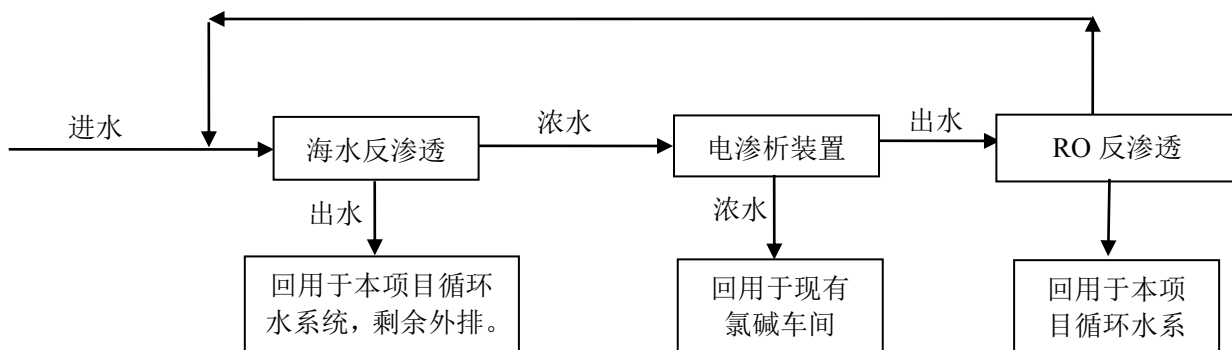 进水
海水反渗透
浓水
电渗析装置
出水
RO 反渗透
出水
浓水
回用于本项目循环
水系统，剩余外排。
回用于现有
氯碱车间
回用于本项
目循环水系